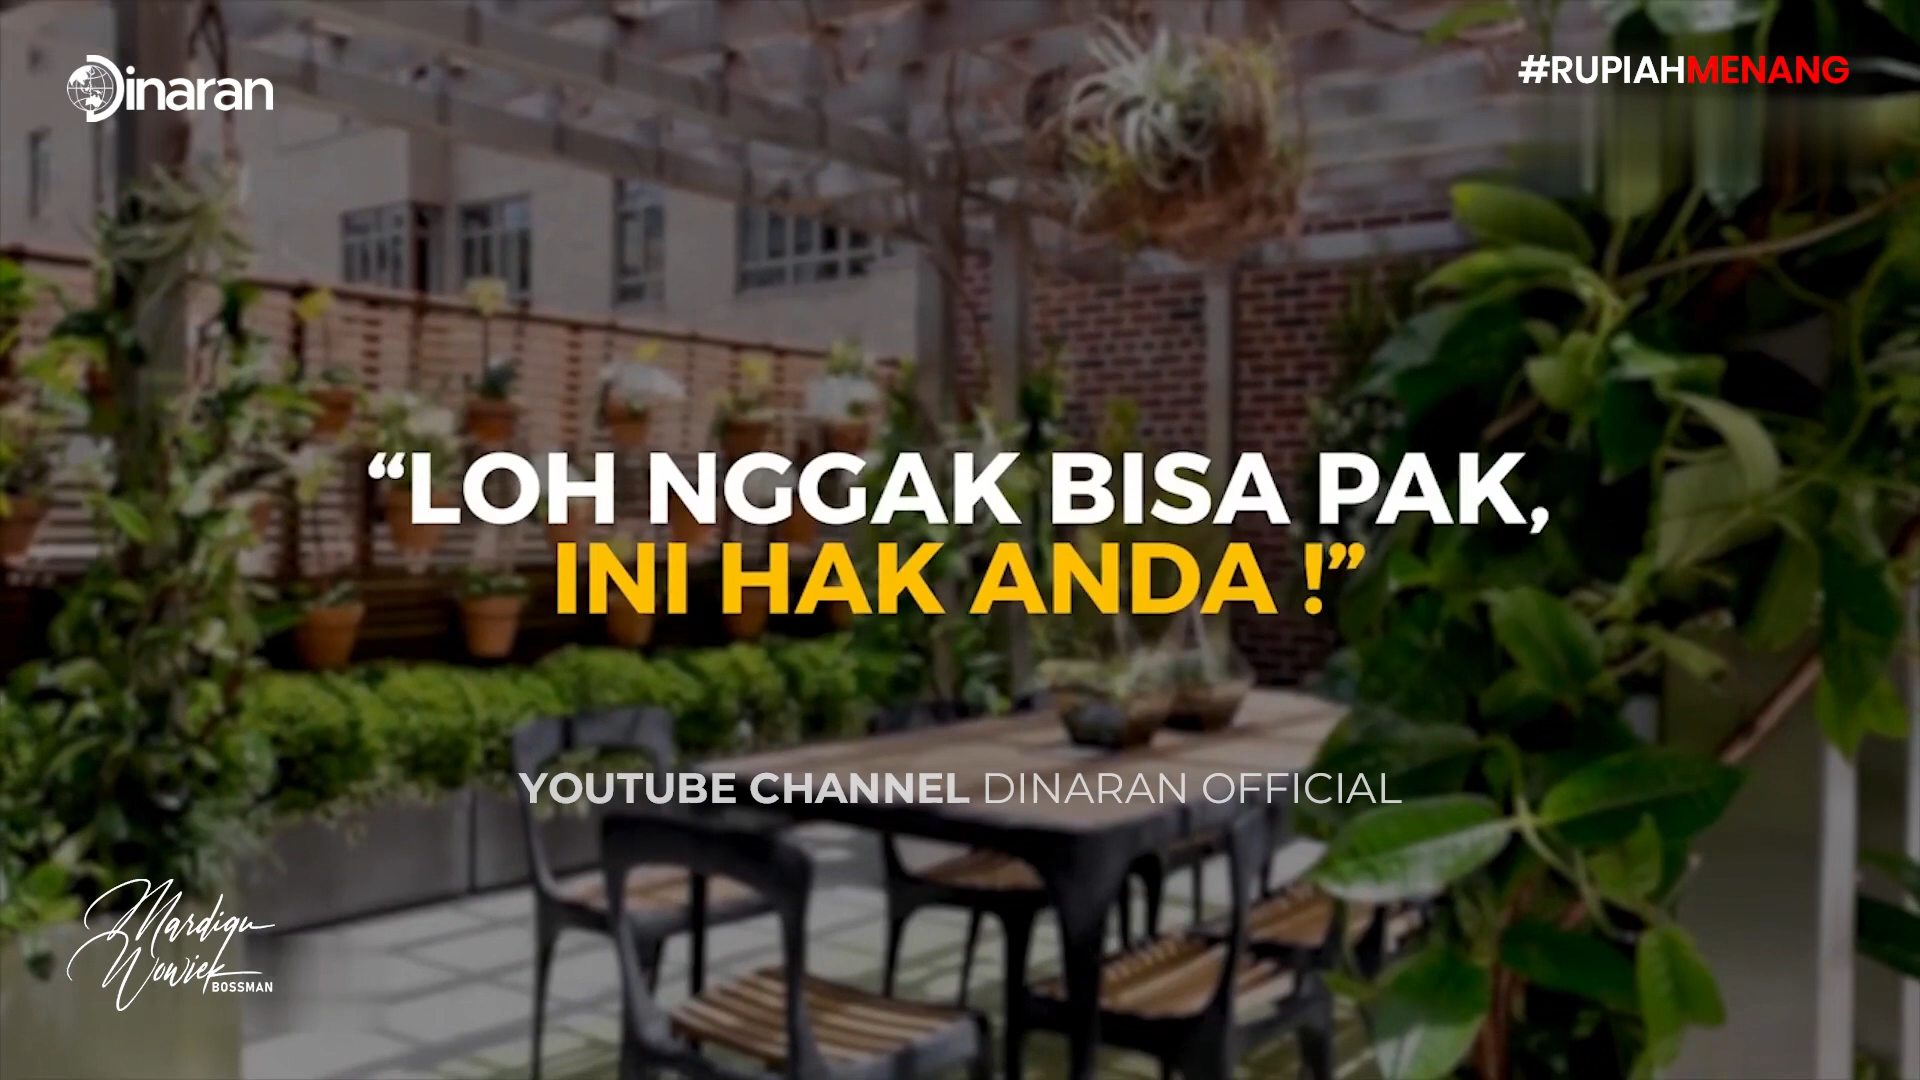 Dinaran
#RUPIAHMENANG
“LOH NGGAK BISA PAK,
INI HAK ANDA !”
YOUTUBE CHANNEL DINARAN OFFICIAL
Mardigu
Wowiek
BOSSMAN